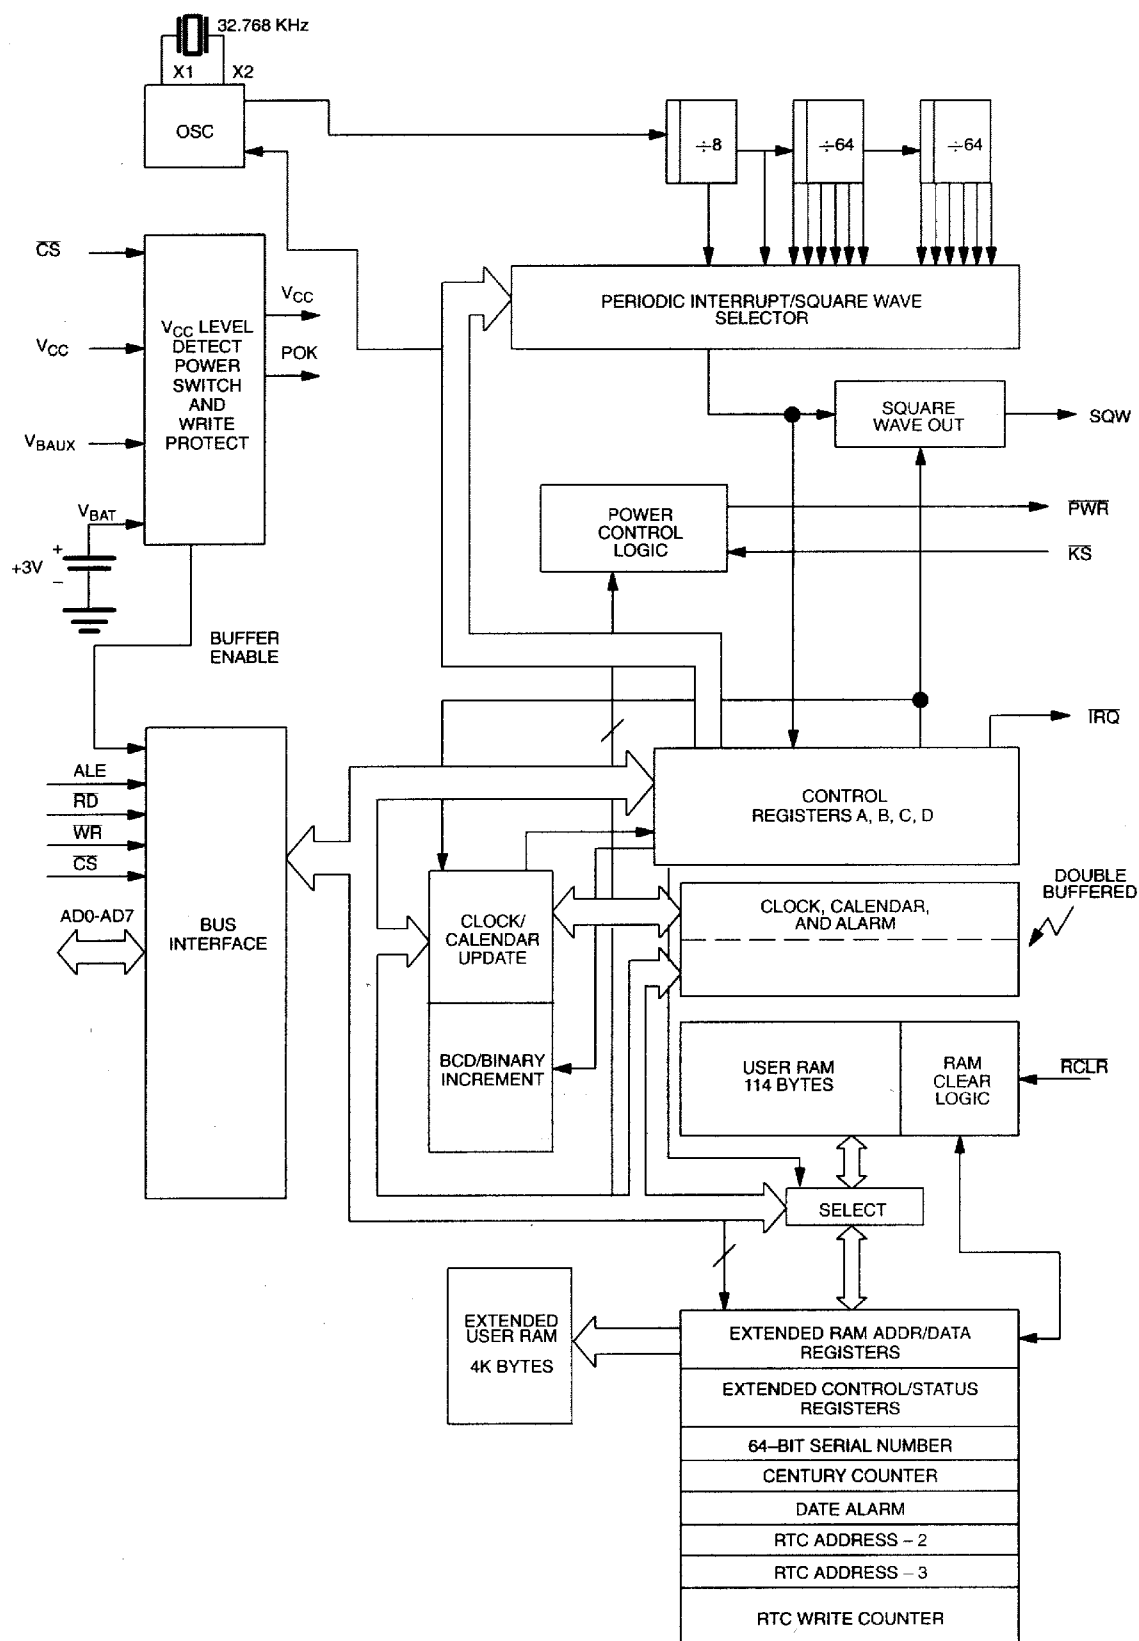 32.768 KHz
X1 X2
OSC
÷8
÷64
÷64
CS
VCC
VBAUX
VBAT
+3V
+
–
VCC LEVEL
DETECT
POWER
SWITCH
AND
WRITE
PROTECT
VCC
POK
PERIODIC INTERRUPT/SQUARE WAVE
SELECTOR
SQUARE
WAVE OUT
SQW
POWER
CONTROL
LOGIC
PWR
KS
BUFFER
ENABLE
IRQ
ALE
RD
WR
CS
AD0-AD7
BUS
INTERFACE
CONTROL
REGISTERS A, B, C, D
CLOCK/
CALENDAR
UPDATE
BCD/BINARY
INCREMENT
CLOCK, CALENDAR,
AND ALARM
DOUBLE
BUFFERED
USER RAM
114 BYTES
RAM
CLEAR
LOGIC
RCLR
SELECT
EXTENDED
USER RAM
4K BYTES
EXTENDED RAM ADDR/DATA
REGISTERS
EXTENDED CONTROL/STATUS
REGISTERS
64–BIT SERIAL NUMBER
CENTURY COUNTER
DATE ALARM
RTC ADDRESS – 2
RTC ADDRESS – 3
RTC WRITE COUNTER